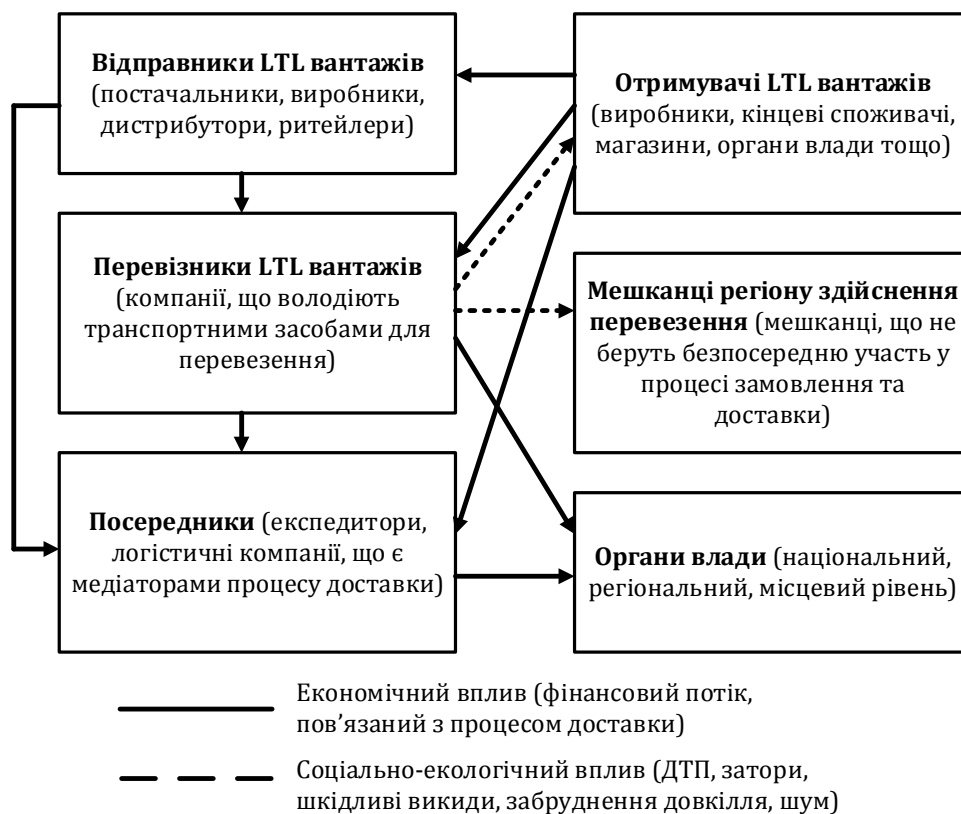 Відправники LTL вантажів
(постачальники, виробники,
дистрибутори, ритейлери)
Отримувачі LTL вантажів
(виробники, кінцеві споживачі,
магазини, органи влади тощо)
Перевізники LTL вантажів
(компанії, що володіють
транспортними засобами для
перевезення)
Мешканці регіону здійснення
перевезення (мешканці, що не
беруть безпосередню участь у
процесі замовлення та
доставки)
Посередники (експедитори,
логістичні компанії, що є
медіаторами процесу доставки)
Органи влади (національний,
регіональний, місцевий рівень)
Економічний вплив (фінансовий потік,
пов’язаний з процесом доставки)
Соціально-екологічний вплив (ДТП, затори,
шкідливі викиди, забруднення довкілля, шум)